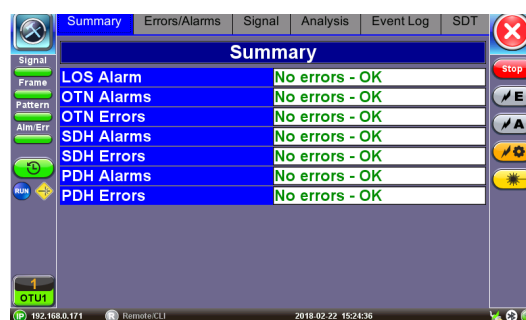 Summary Errors/Alarms Signal Analysis Event Log SDT
Summary
Signal
Frame
Pattern
Alm/Err
RUN
LOS Alarm No errors - OK
OTN Alarms No errors - OK
OTN Errors No errors - OK
SDH Alarms No errors - OK
SDH Errors No errors - OK
PDH Alarms No errors - OK
PDH Errors No errors - OK
Stop
E
A
1
OTU1
IP 192.168.0.171 R Remote/CLI 2018-02-22 15:24:36